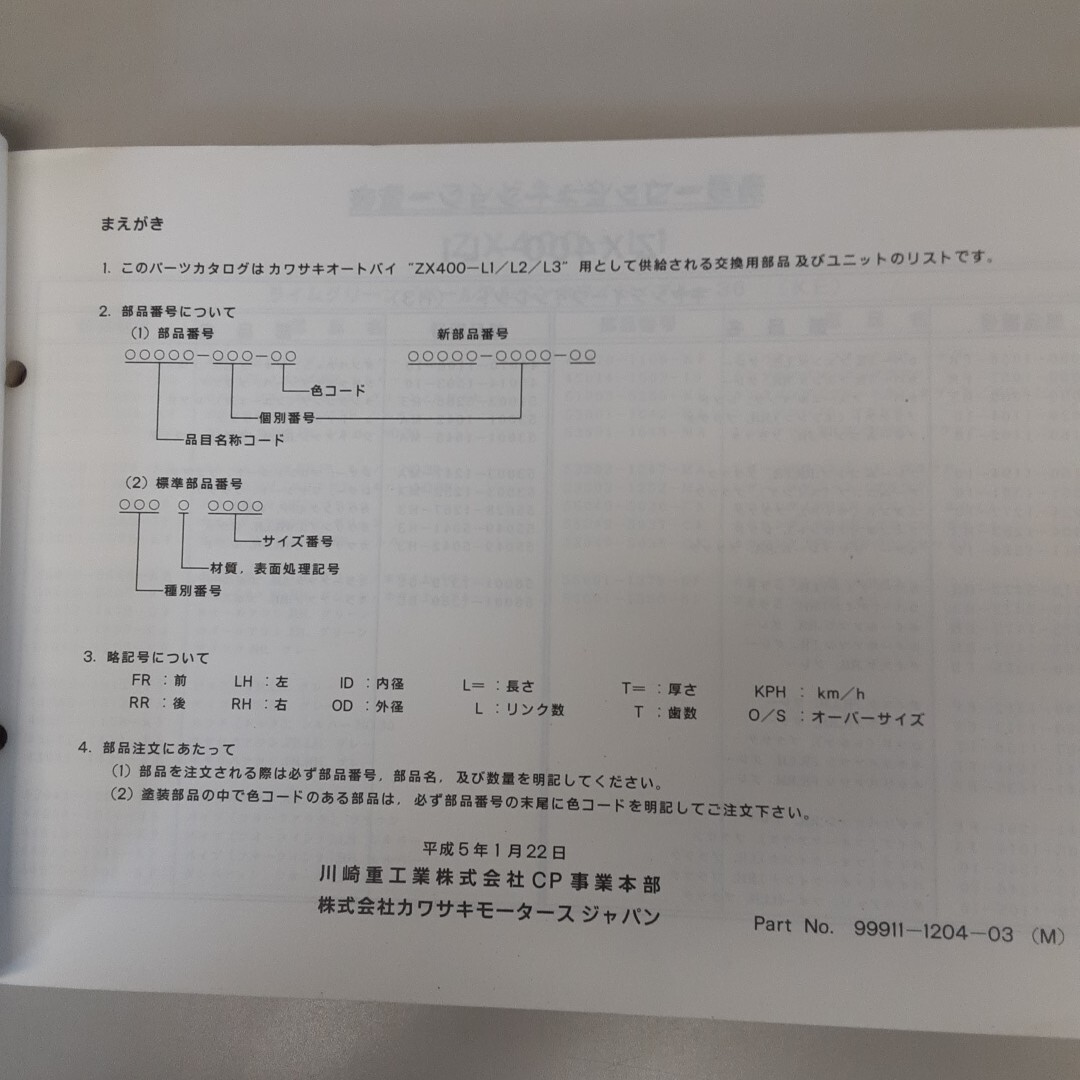 まえがき
1. このパーツカタログは カワサキオートバイ “ZX400−L1／L2／L3” 用として供給される交換用部品 及びユニットのリストです。
2. 部品番号について
(1) 部品番号 新部品番号
○○○○○−○○○−○○ ○○○○○−○○○○−○○
色コード
個別番号
品目名称コード
(2) 標準部品番号
○○○ ○ ○○○○
サイズ番号
材質，表面処理記号
種別番号
3. 略記号について
FR ：前 LH ：左 ID ：内径 L＝ ：長さ T＝ ：厚さ KPH ： km／h
RR ：後 RH ：右 OD ：外径 L ：リンク数 T ：歯数 O／S ：オーバーサイズ
4. 部品注文にあたって
(1) 部品を注文される際は必ず部品番号，部品名，及び数量を明記してください。
(2) 塗装部品の中で色コードのある部品は，必ず部品番号の末尾に色コードを明記してご注文下さい。
平成5年1月22日
川崎重工業株式会社CP事業本部
株式会社カワサキモータース ジャパン
Part No. 99911−1204−03 (M)